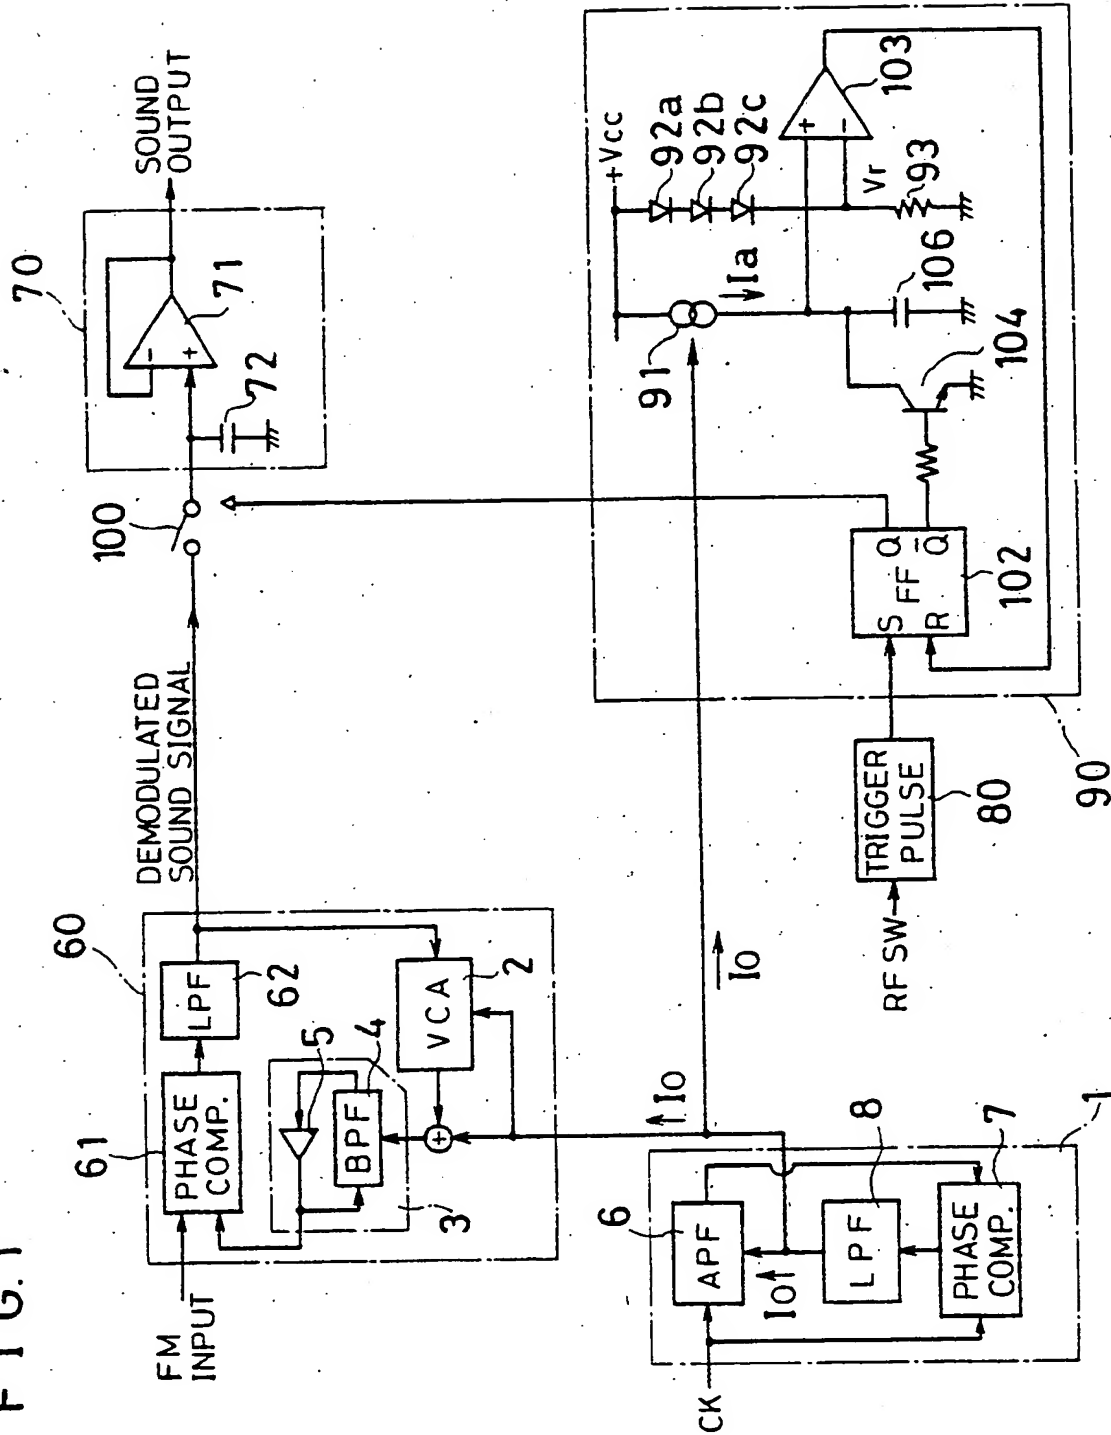 FIG. 1
FM
INPUT
61
PHASE
COMP.
LPF
62
60
DEMODULATED
SOUND SIGNAL
5
BPF
4
3
+
VCA
2
100
70
-
+
71
72
SOUND
OUTPUT
CK
6
APF
Io
LPF
8
PHASE
COMP.
7
1
Io
Io
RF SW
TRIGGER
PULSE
80
90
S
R
FF
Q
Q̅
102
104
106
91
Ia
+Vcc
92a
92b
92c
Vr
93
+
-
103